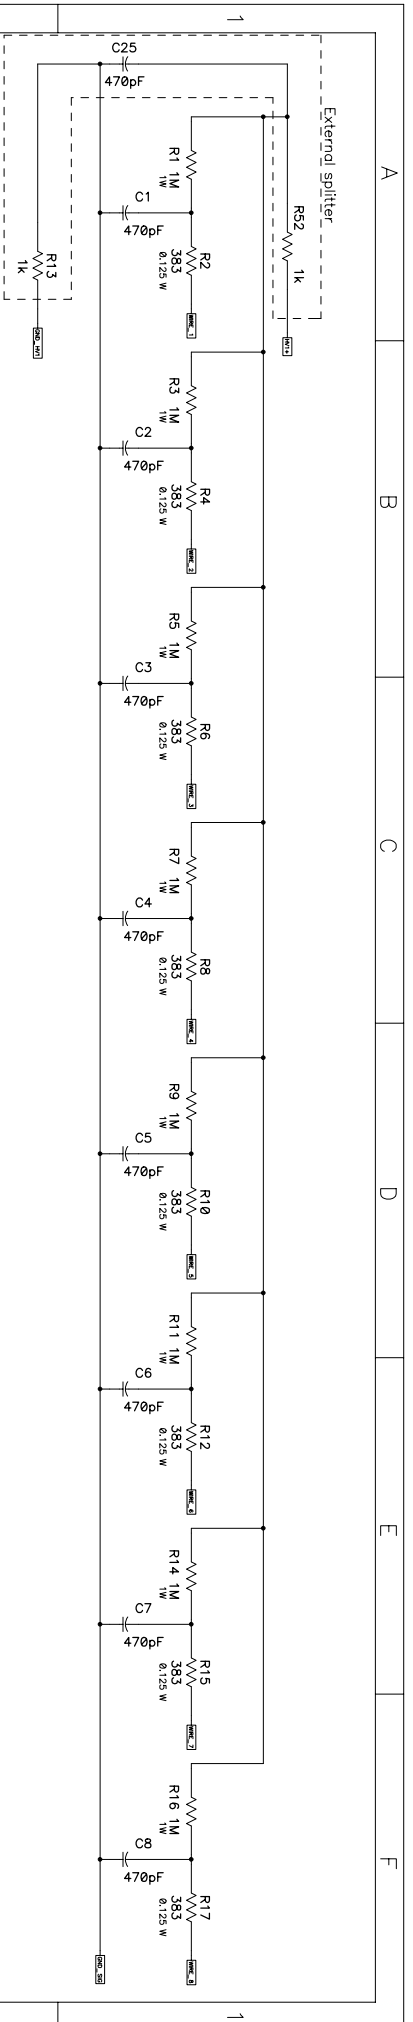 1
A
B
C
D
E
F
1
External splitter
C25
470pF
R52
1k
HV1+
R13
1k
GND_HV1
R1
1M
1W
C1
470pF
R2
383
0.125 W
WIRE_1
R3
1M
1W
C2
470pF
R4
383
0.125 W
WIRE_2
R5
1M
1W
C3
470pF
R6
383
0.125 W
WIRE_3
R7
1M
1W
C4
470pF
R8
383
0.125 W
WIRE_4
R9
1M
1W
C5
470pF
R10
383
0.125 W
WIRE_5
R11
1M
1W
C6
470pF
R12
383
0.125 W
WIRE_6
R14
1M
1W
C7
470pF
R15
383
0.125 W
WIRE_7
R16
1M
1W
C8
470pF
R17
383
0.125 W
WIRE_8
GND_SIG